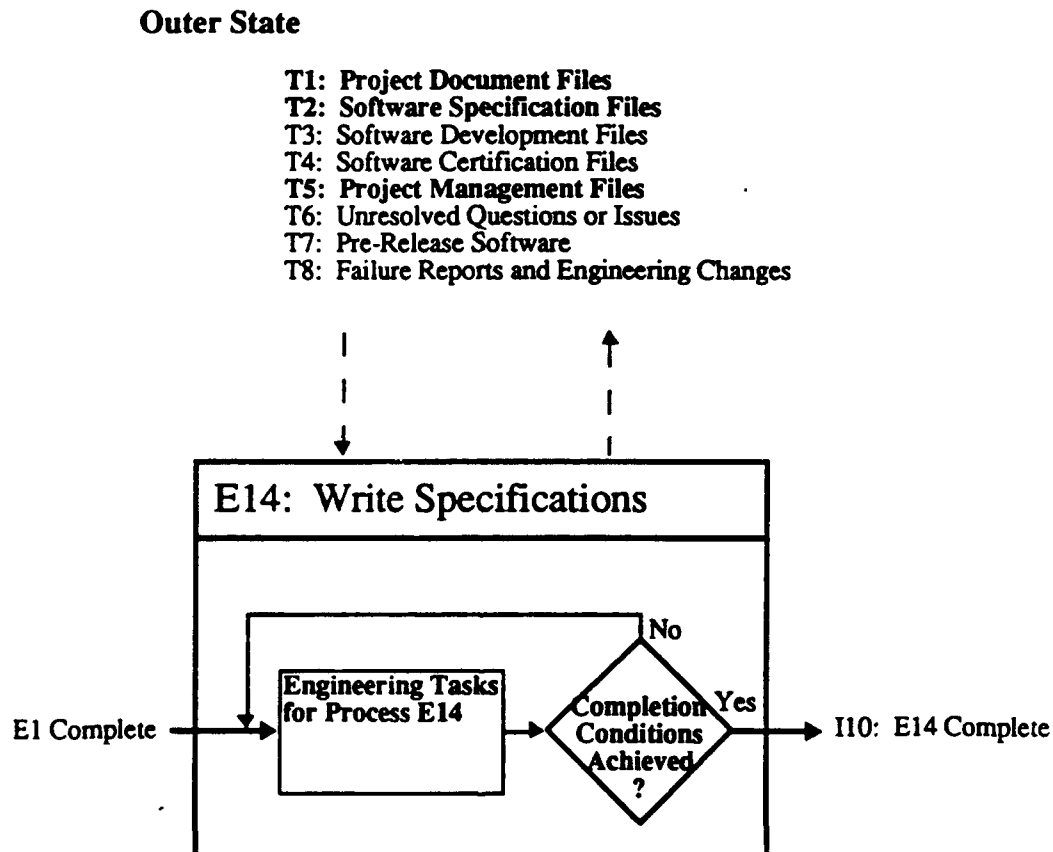 Outer State
T1: Project Document Files
T2: Software Specification Files
T3: Software Development Files
T4: Software Certification Files
T5: Project Management Files
T6: Unresolved Questions or Issues
T7: Pre-Release Software
T8: Failure Reports and Engineering Changes
E14: Write Specifications
No
Engineering Tasks
for Process E14
Completion
Conditions
Achieved
?
Yes
E1 Complete
I10: E14 Complete